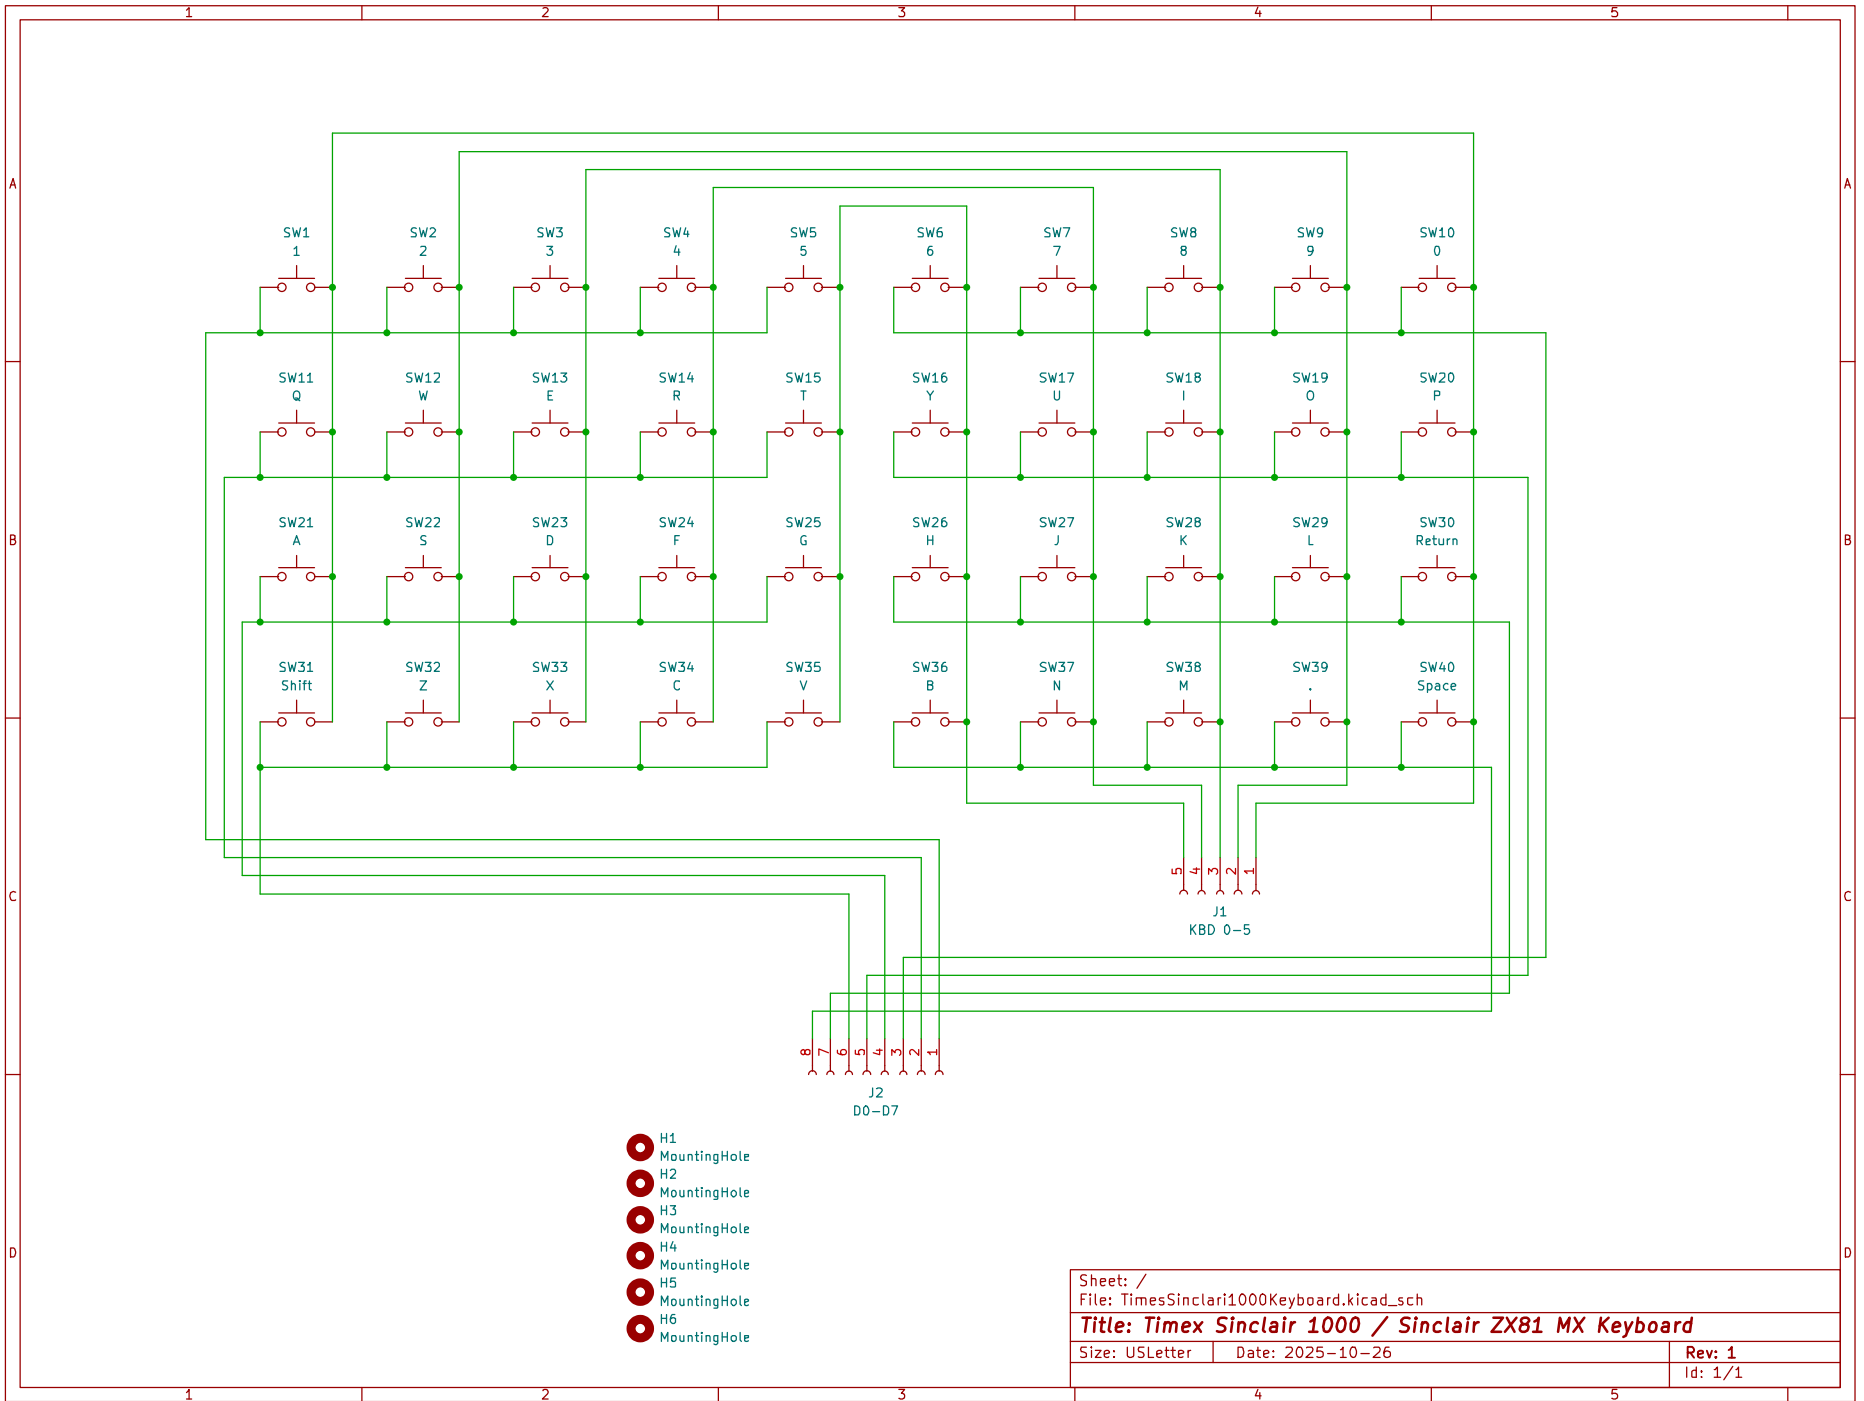 1 2 3 4 5
A A
SW1 SW2 SW3 SW4 SW5 SW6 SW7 SW8 SW9 SW10
1 2 3 4 5 6 7 8 9 0
SW11 SW12 SW13 SW14 SW15 SW16 SW17 SW18 SW19 SW20
Q W E R T Y U I O P
SW21 SW22 SW23 SW24 SW25 SW26 SW27 SW28 SW29 SW30
B A S D F G H J K L Return B
SW31 SW32 SW33 SW34 SW35 SW36 SW37 SW38 SW39 SW40
Shift Z X C V B N M . Space
5 4 3 2 1
C C
J1
KBD 0-5
8 7 6 5 4 3 2 1
J2
D0-D7
H1
MountingHole
H2
MountingHole
H3
MountingHole
H4
MountingHole
D D
H5
MountingHole
H6
MountingHole
Sheet: /
File: TimesSinclari1000Keyboard.kicad_sch
Title: Timex Sinclair 1000 / Sinclair ZX81 MX Keyboard
Size: USLetter Date: 2025-10-26 Rev: 1
Id: 1/1
1 2 3 4 5